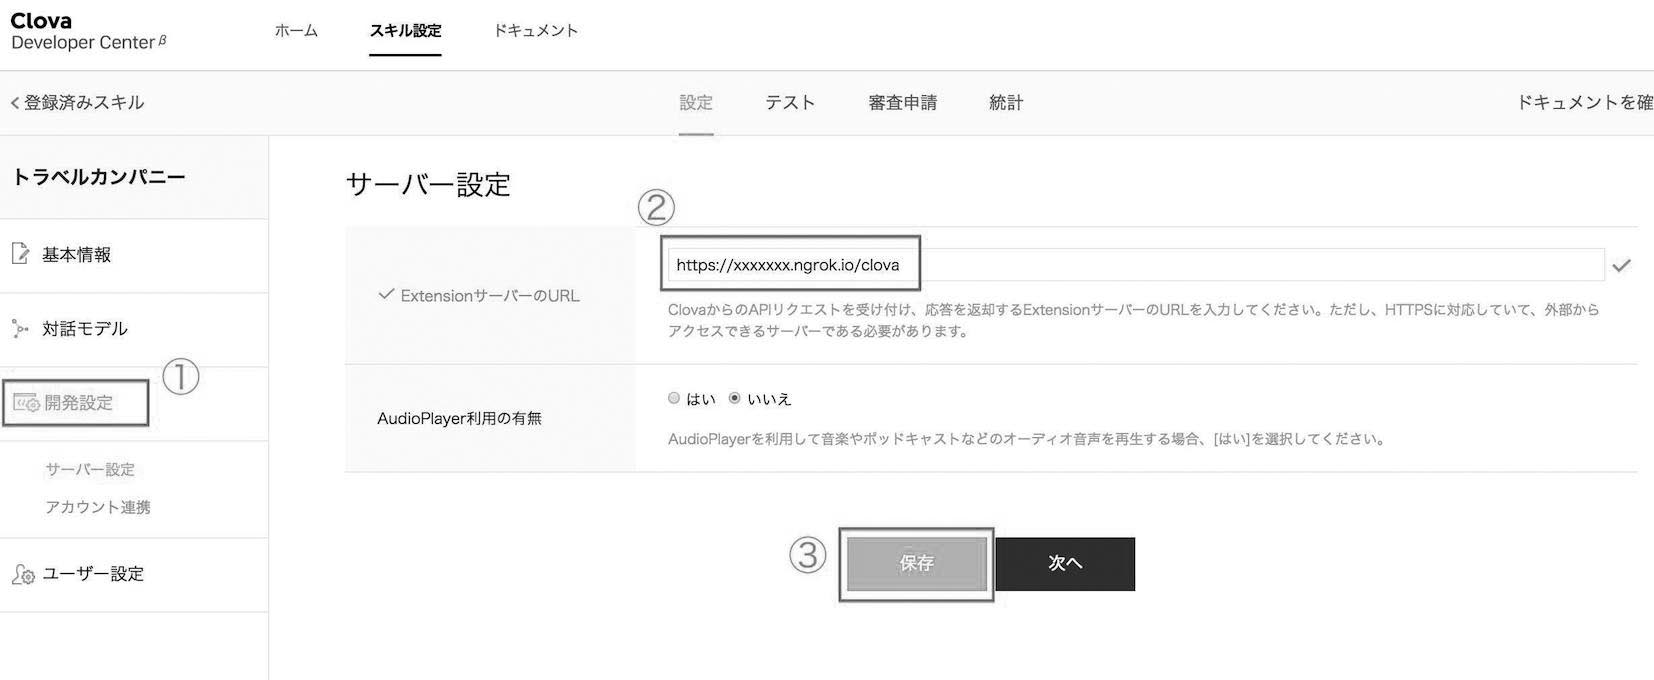 Clova
Developer Center β
ホーム
スキル設定
ドキュメント
< 登録済みスキル
設定
テスト
審査申請
統計
ドキュメントを確
トラベルカンパニー
基本情報
対話モデル
①
開発設定
サーバー設定
アカウント連携
ユーザー設定
サーバー設定
②
ExtensionサーバーのURL
https://xxxxxxx.ngrok.io/clova
ClovaからのAPIリクエストを受け付け、応答を返却するExtensionサーバーのURLを入力してください。ただし、HTTPSに対応していて、外部から
アクセスできるサーバーである必要があります。
AudioPlayer利用の有無
はい いいえ
AudioPlayerを利用して音楽やポッドキャストなどのオーディオ音声を再生する場合、[はい]を選択してください。
③
保存
次へ